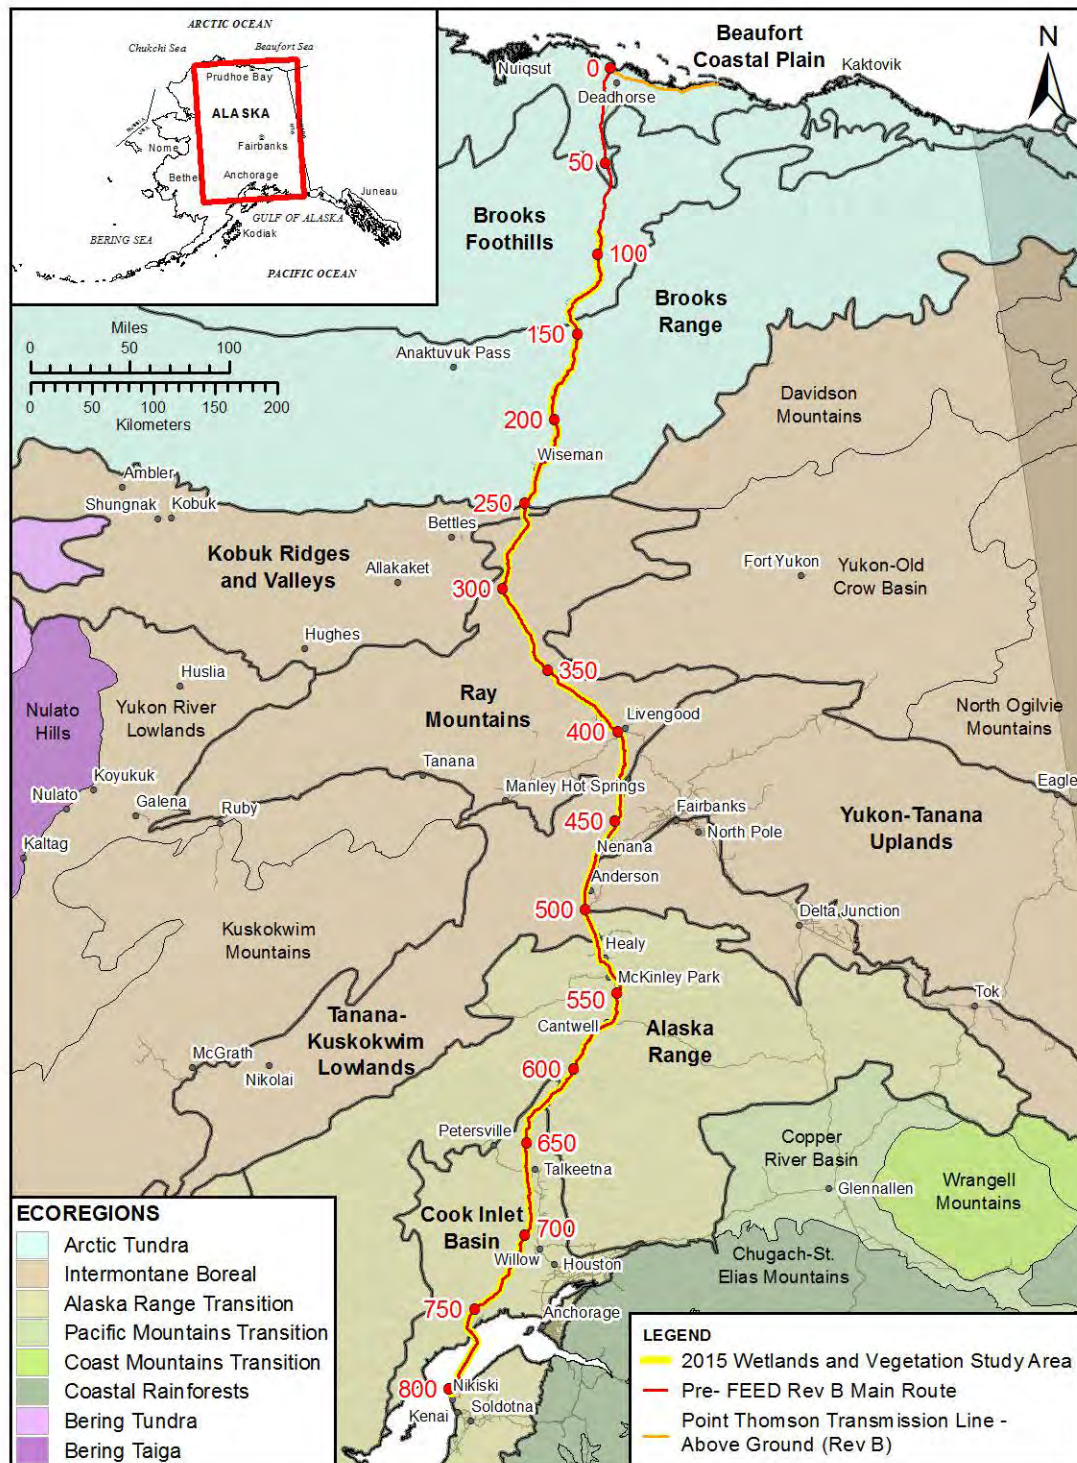 ARCTIC OCEAN
Chukchi Sea
Beaufort Sea
Prudhoe Bay
ALASKA
Fairbanks
Nome
Bethel
Anchorage
Juneau
GULF OF ALASKA
BERING SEA
Kodiak
PACIFIC OCEAN
Miles
0 50 100
0 50 100 150 200
Kilometers
N
Beaufort
Coastal Plain
Nuiqsut
0
Deadhorse
Kaktovik
50
Brooks
Foothills
100
Brooks
Range
150
Anaktuvuk Pass
Davidson
Mountains
200
Wiseman
Ambler
Shungnak
Kobuk
250
Bettles
Kobuk Ridges
and Valleys
Allakaket
Fort Yukon
Yukon-Old
Crow Basin
300
Hughes
Huslia
350
Nulato
Hills
Yukon River
Lowlands
Ray
Mountains
North Ogilvie
Mountains
Livengood
400
Tanana
Koyukuk
Manley Hot Springs
Eagle
Nulato
Galena
Ruby
Fairbanks
450
North Pole
Yukon-Tanana
Uplands
Kaltag
Nenana
Anderson
500
Delta Junction
Kuskokwim
Mountains
Healy
McKinley Park
550
Tok
Tanana-
Kuskokwim
Lowlands
Cantwell
Alaska
Range
McGrath
Nikolai
600
Petersville
650
Copper
River Basin
Talkeetna
Glennallen
Wrangell
Mountains
Cook Inlet
Basin
700
Willow
Houston
Chugach-St.
Elias Mountains
750
Anchorage
800
Nikiski
Kenai
Soldotna
ECOREGIONS
Arctic Tundra
Intermontane Boreal
Alaska Range Transition
Pacific Mountains Transition
Coast Mountains Transition
Coastal Rainforests
Bering Tundra
Bering Taiga
LEGEND
2015 Wetlands and Vegetation Study Area
Pre- FEED Rev B Main Route
Point Thomson Transmission Line -
Above Ground (Rev B)